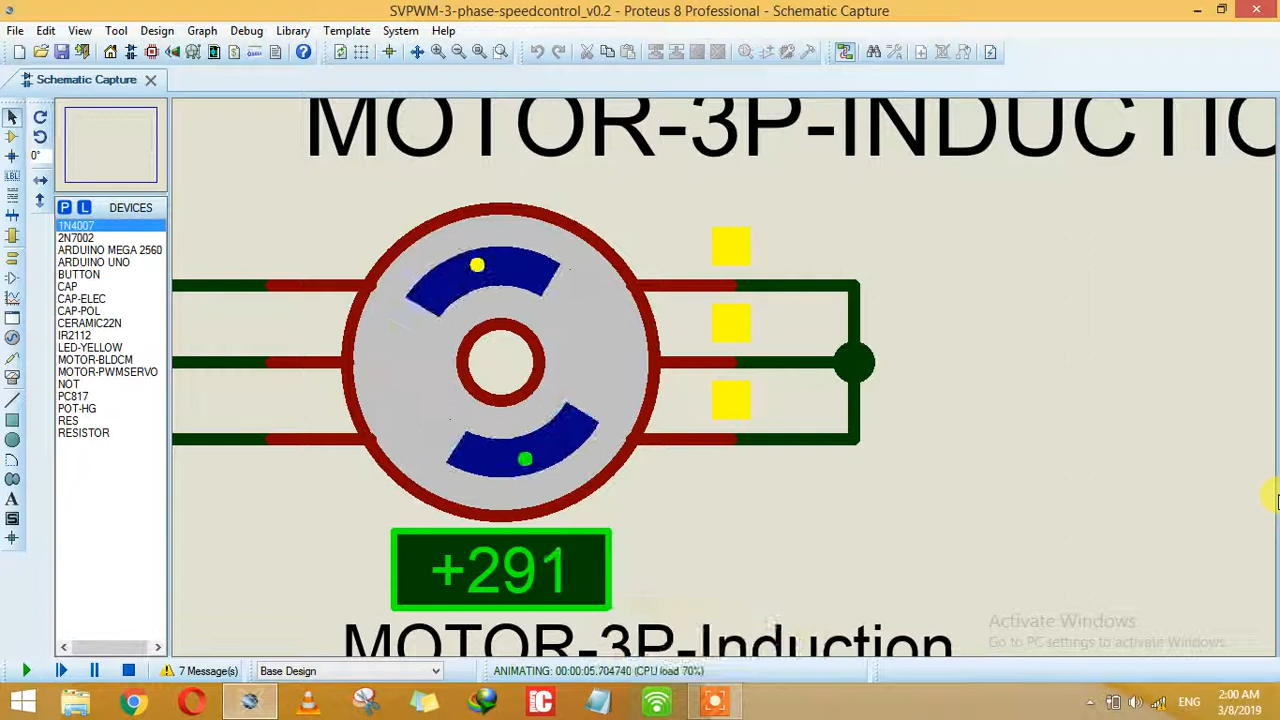 SVPWM-3-phase-speedcontrol_v0.2 - Proteus 8 Professional - Schematic Capture
File Edit View Tool Design Graph Debug Library Template System Help
Schematic Capture
0°
P L DEVICES
1N4007
2N7002
ARDUINO MEGA 2560
ARDUINO UNO
BUTTON
CAP
CAP-ELEC
CAP-POL
CERAMIC22N
IR2112
LED-YELLOW
MOTOR-BLDCM
MOTOR-PWMSERVO
NOT
PC817
POT-HG
RES
RESISTOR
MOTOR-3P-INDUCTIO
+291
MOTOR-3P-Induction
Activate Windows
Go to PC settings to activate Windows.
7 Message(s)
Base Design
ANIMATING: 00:00:05.704740 (CPU load 70%)
ENG
2:00 AM
3/8/2019